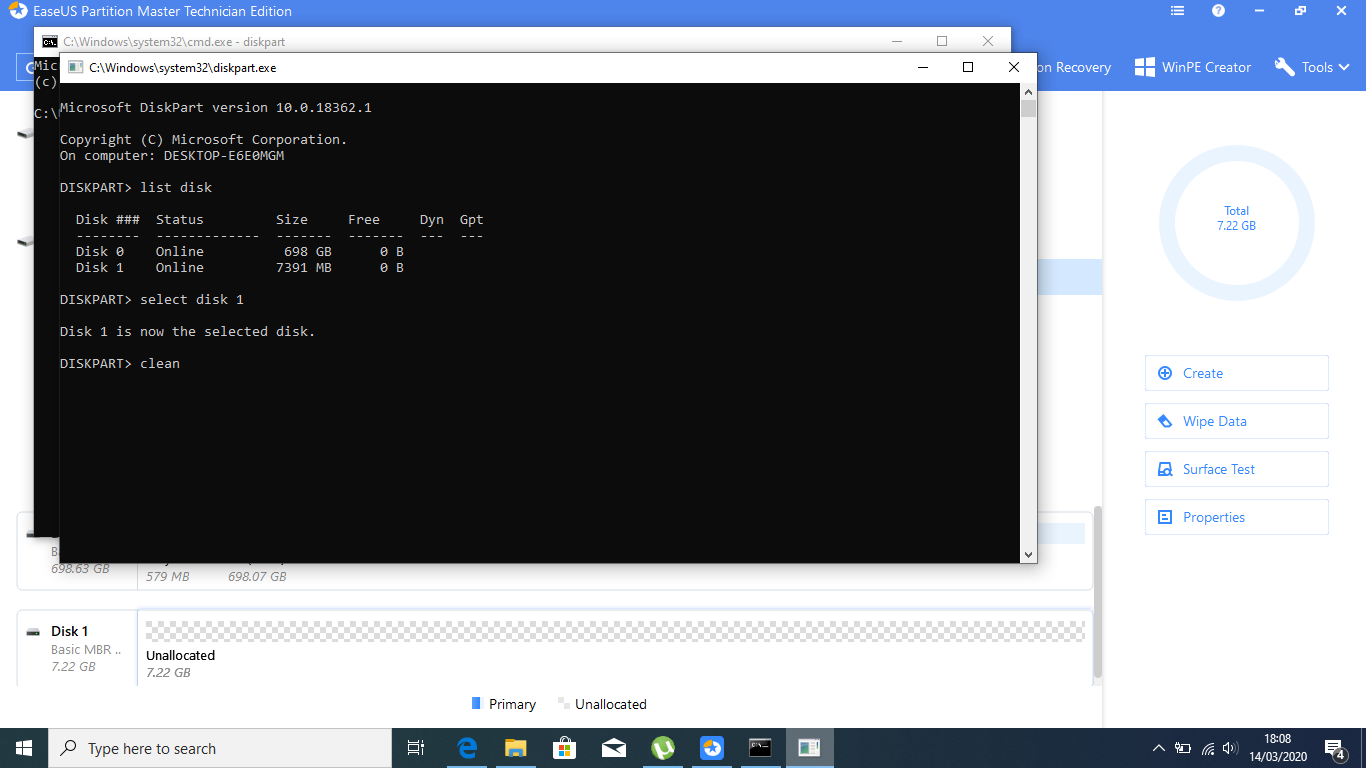 EaseUS Partition Master Technician Edition
C:\Windows\system32\cmd.exe - diskpart
C:\Windows\system32\diskpart.exe
on Recovery
WinPE Creator
Tools
Mic
(c)
C:\
Microsoft DiskPart version 10.0.18362.1
Copyright (C) Microsoft Corporation.
On computer: DESKTOP-E6E0MGM
DISKPART> list disk
Disk ### Status Size Free Dyn Gpt
-------- ------------- ------- ------- --- ---
Disk 0 Online 698 GB 0 B
Disk 1 Online 7391 MB 0 B
DISKPART> select disk 1
Disk 1 is now the selected disk.
DISKPART> clean
Total
7.22 GB
Create
Wipe Data
Surface Test
Properties
698.63 GB
579 MB 698.07 GB
Disk 1
Basic MBR ..
7.22 GB
Unallocated
7.22 GB
Primary Unallocated
Type here to search
18:08
14/03/2020
4